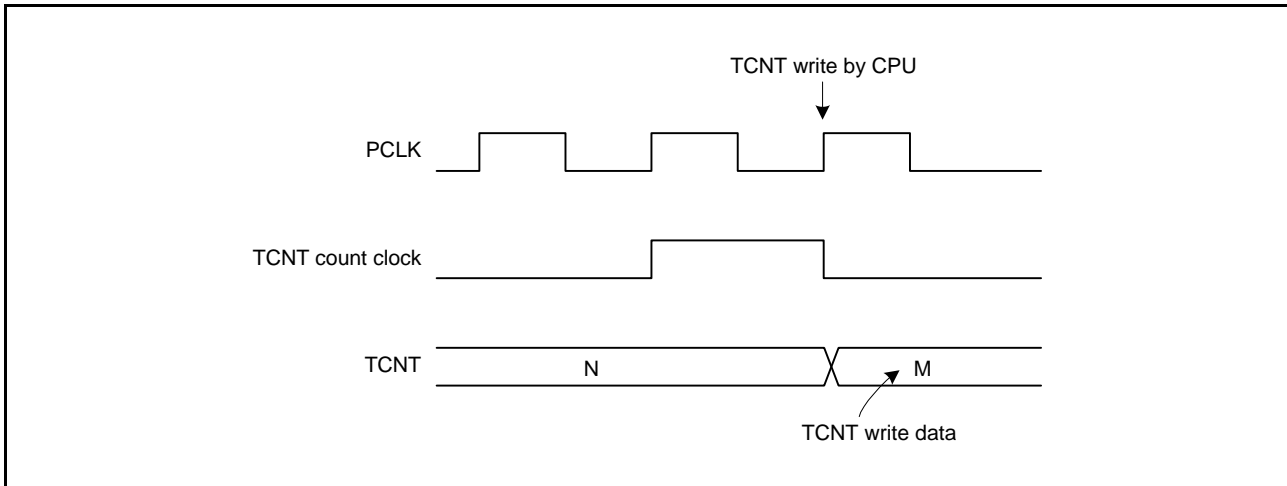 TCNT write by CPU
PCLK
TCNT count clock
TCNT
N
M
TCNT write data